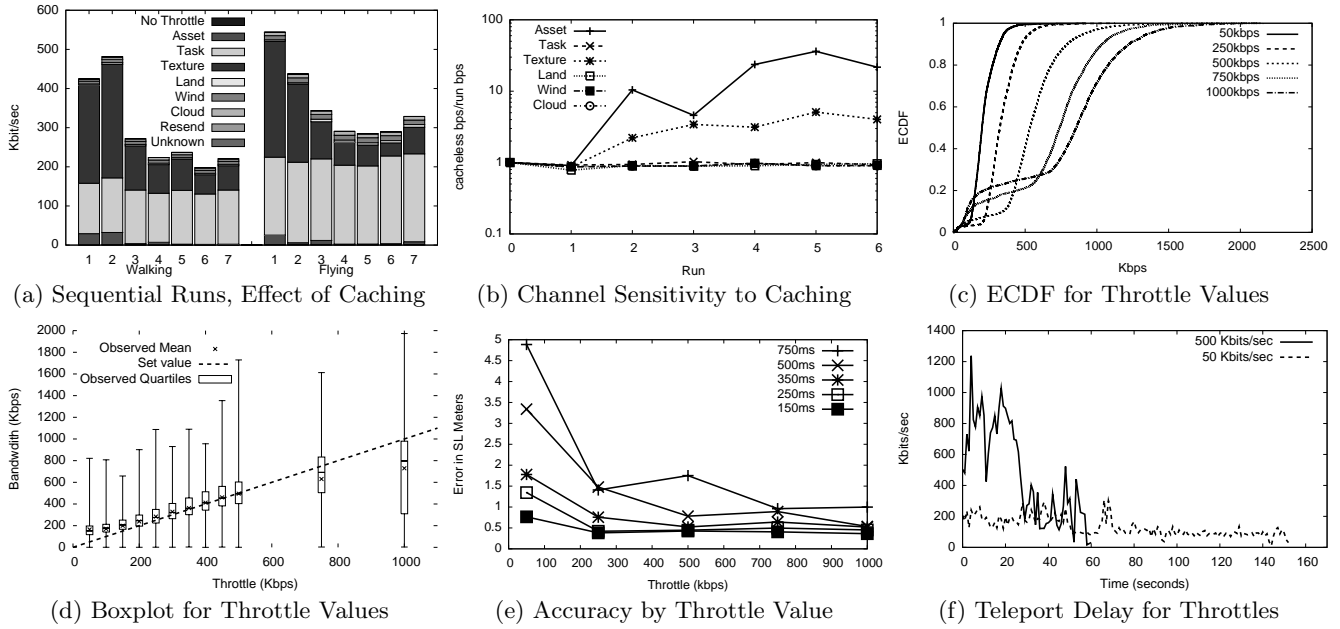 600
500
400
300
200
100
0
Kbit/sec
No Throttle
Asset
Task
Texture
Land
Wind
Cloud
Resend
Unknown
1 2 3 4 5 6 7 1 2 3 4 5 6 7
Walking Flying
(a) Sequential Runs, Effect of Caching
100
10
1
0.1
cacheless bps/run bps
Asset
Task
Texture
Land
Wind
Cloud
0 1 2 3 4 5 6
Run
(b) Channel Sensitivity to Caching
1
0.8
0.6
0.4
0.2
0
ECDF
50kbps
250kbps
500kbps
750kbps
1000kbps
0 500 1000 1500 2000 2500
Kbps
(c) ECDF for Throttle Values
2000
1800
1600
1400
1200
1000
800
600
400
200
0
Bandwdith (Kbps)
Observed Mean
Set value
Observed Quartiles
0 200 400 600 800 1000
Throttle (Kbps)
(d) Boxplot for Throttle Values
5
4.5
4
3.5
3
2.5
2
1.5
1
0.5
0
Error in SL Meters
750ms
500ms
350ms
250ms
150ms
0 100 200 300 400 500 600 700 800 900 1000
Throttle (kbps)
(e) Accuracy by Throttle Value
1400
1200
1000
800
600
400
200
0
Kbits/sec
500 Kbits/sec
50 Kbits/sec
0 20 40 60 80 100 120 140 160
Time (seconds)
(f) Teleport Delay for Throttles